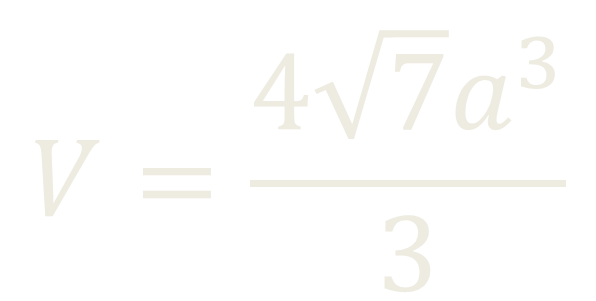 V = 4√7a³/3